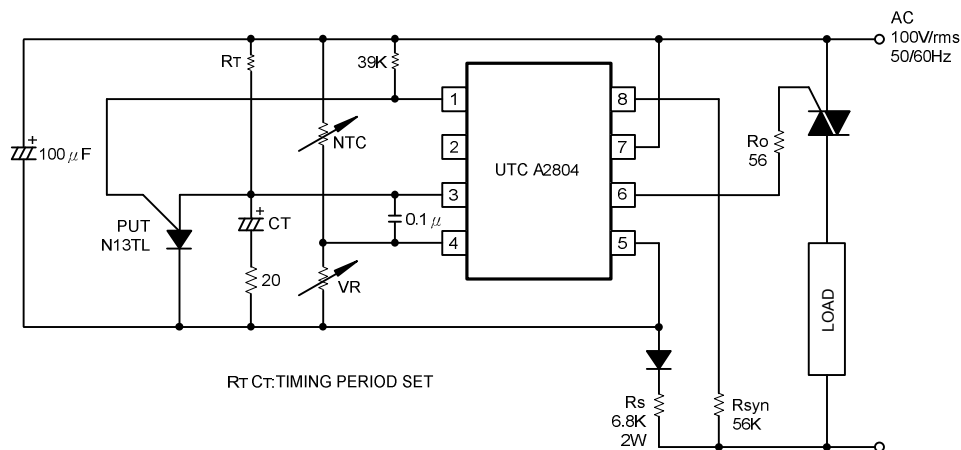 AC
100V/rms
50/60Hz
RT
39K
1
8
NTC
Ro
56
100μF
2
7
UTC A2804
3
6
PUT
N13TL
CT
0.1μ
4
5
20
VR
LOAD
RT CT:TIMING PERIOD SET
Rs
6.8K
2W
Rsyn
56K